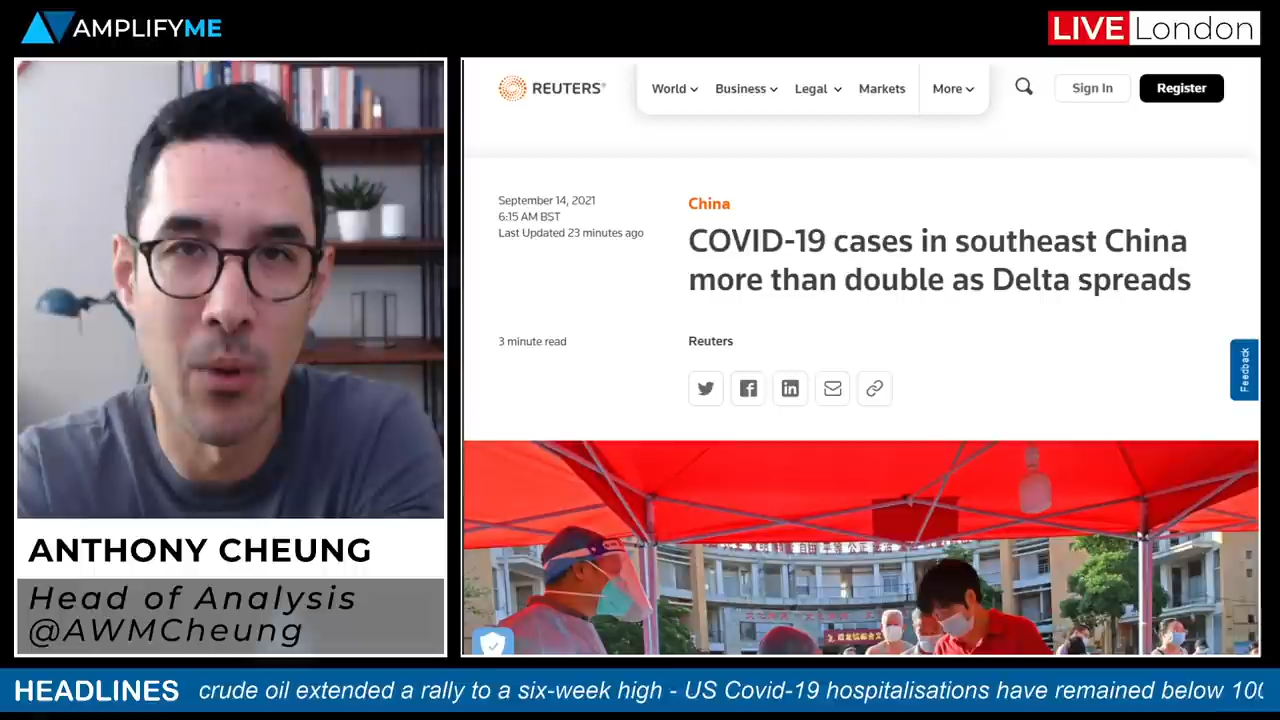 AMPLIFYME
LIVE London
REUTERS
World Business Legal Markets More
Sign In
Register
September 14, 2021
6:15 AM BST
Last Updated 23 minutes ago
China
COVID-19 cases in southeast China
more than double as Delta spreads
3 minute read
Reuters
Feedback
ANTHONY CHEUNG
Head of Analysis
@AWMCheung
HEADLINES crude oil extended a rally to a six-week high - US Covid-19 hospitalisations have remained below 100